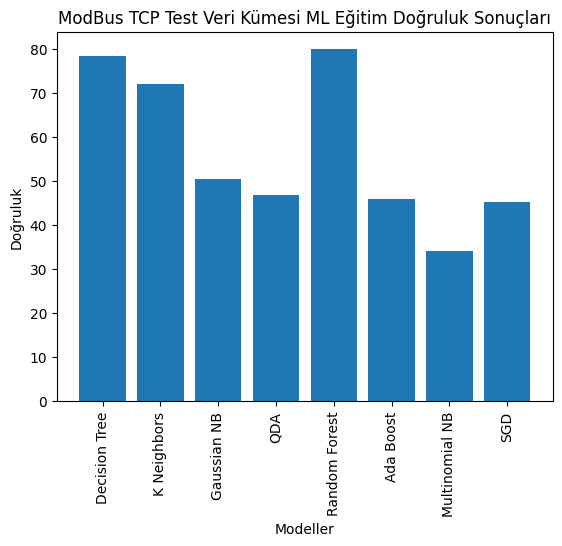 ModBus TCP Test Veri Kümesi ML Eğitim Doğruluk Sonuçları
Doğruluk
80
70
60
50
40
30
20
10
0
Decision Tree
K Neighbors
Gaussian NB
QDA
Random Forest
Ada Boost
Multinomial NB
SGD
Modeller